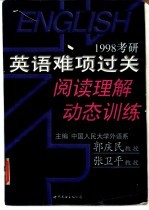 ENGLISH
1998考研
英语难项过关
阅读理解
动态训练
主编 中国人民大学外语系
郭庆民 教授
张卫平 教授